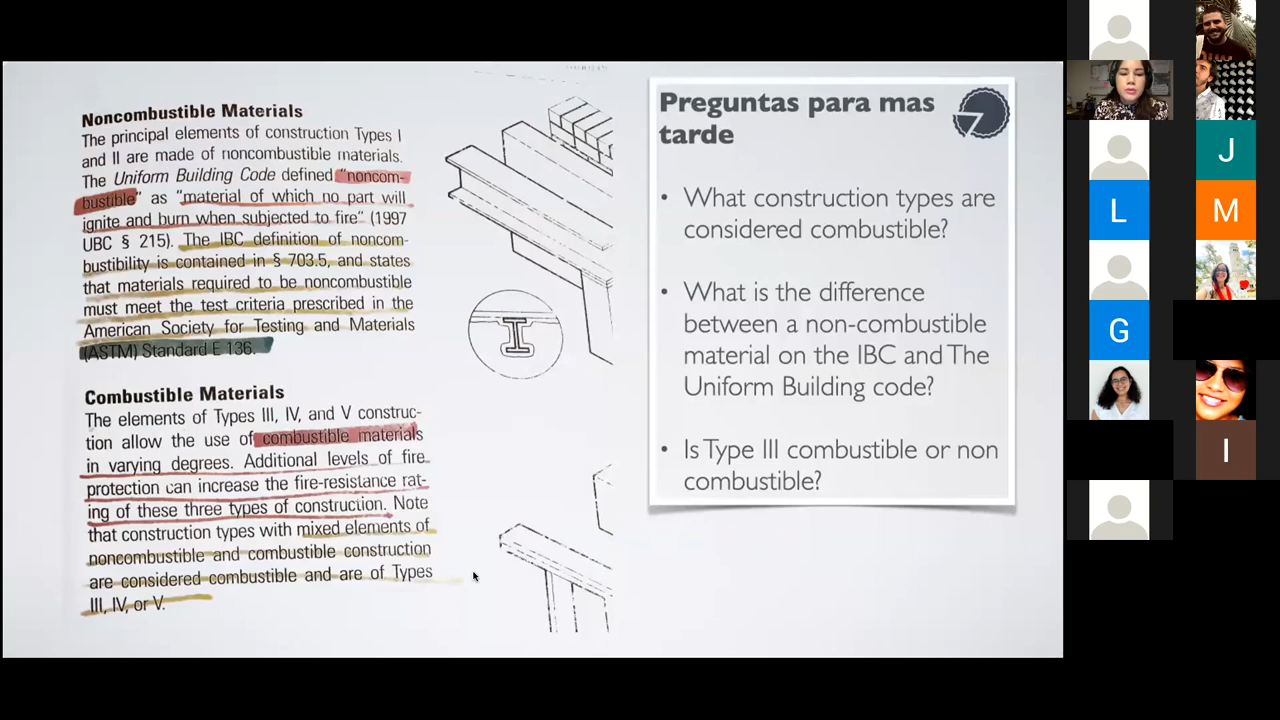 Noncombustible Materials
The principal elements of construction Types I
and II are made of noncombustible materials.
The Uniform Building Code defined "noncom-
bustible" as "material of which no part will
ignite and burn when subjected to fire" (1997
UBC § 215). The IBC definition of noncom-
bustibility is contained in § 703.5, and states
that materials required to be noncombustible
must meet the test criteria prescribed in the
American Society for Testing and Materials
(ASTM) Standard E 136.
Combustible Materials
The elements of Types III, IV, and V construc-
tion allow the use of combustible materials
in varying degrees. Additional levels of fire
protection can increase the fire-resistance rat-
ing of these three types of construction. Note
that construction types with mixed elements of
noncombustible and combustible construction
are considered combustible and are of Types
III, IV, or V.
Preguntas para mas
tarde
7
• What construction types are
considered combustible?
• What is the difference
between a non-combustible
material on the IBC and The
Uniform Building code?
• Is Type III combustible or non
combustible?
J
L
M
G
I